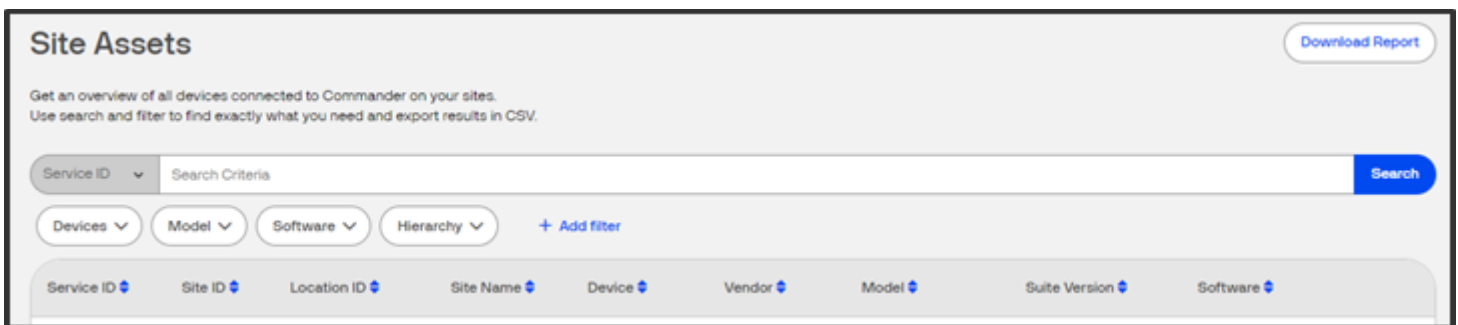 Site Assets
Download Report
Get an overview of all devices connected to Commander on your sites.
Use search and filter to find exactly what you need and export results in CSV.
Service ID Search Criteria Search
Devices Model Software Hierarchy + Add filter
Service ID Site ID Location ID Site Name Device Vendor Model Suite Version Software